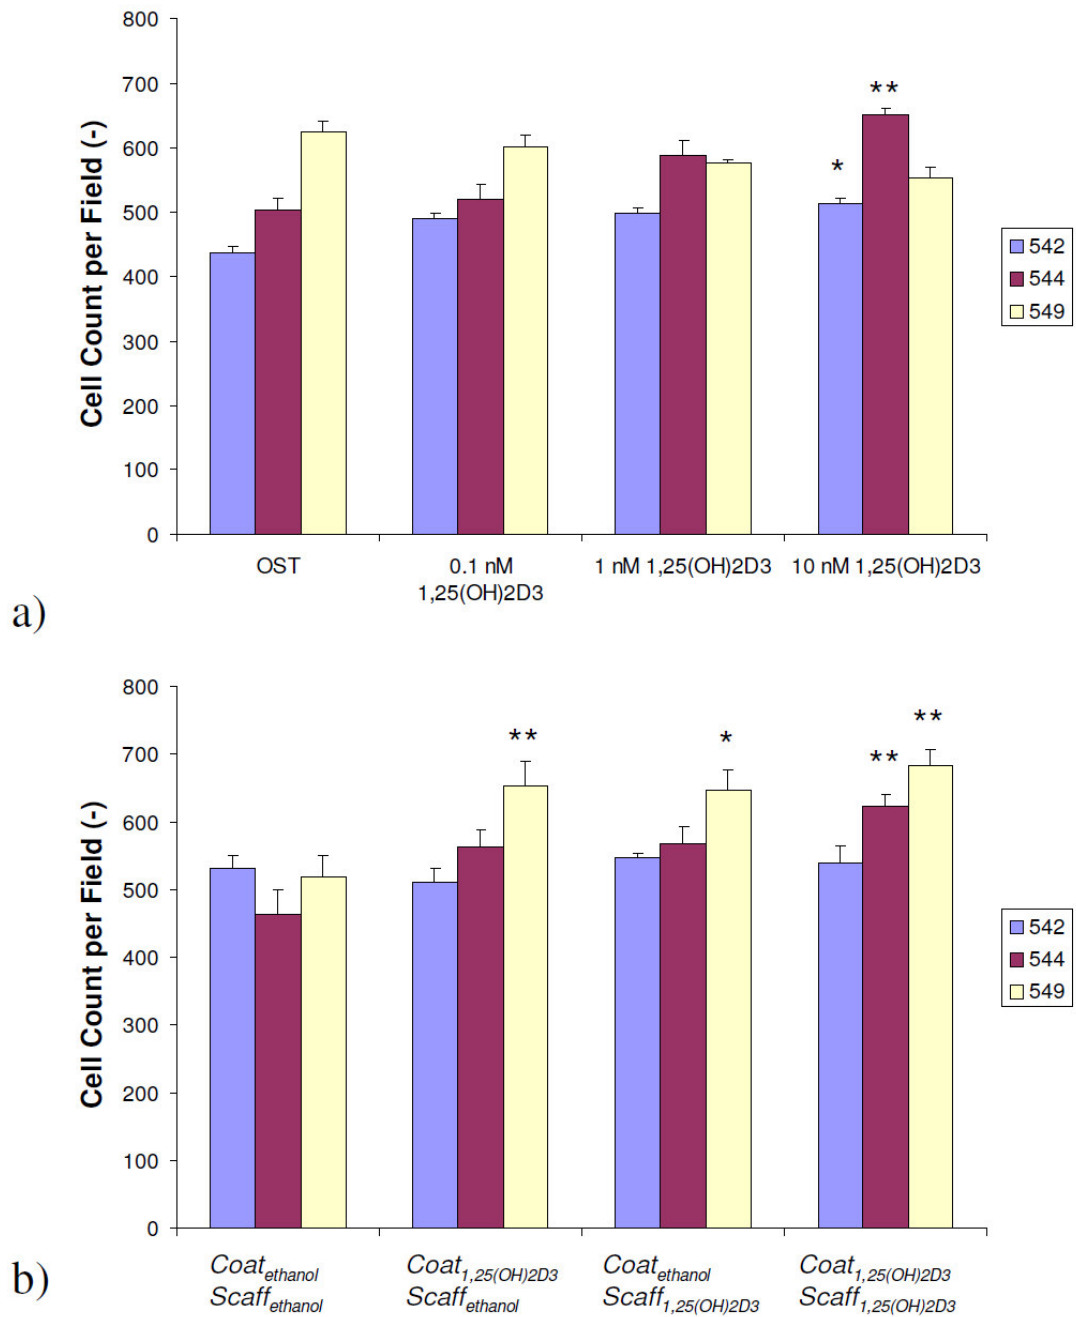 800
700
600
500
400
300
200
100
0
Cell Count per Field (-)
**
*
OST
0.1 nM
1,25(OH)2D3
1 nM 1,25(OH)2D3
10 nM 1,25(OH)2D3
542
544
549
a)
800
700
600
500
400
300
200
100
0
Cell Count per Field (-)
**
*
**
**
Coatethanol
Scaffethanol
Coat1,25(OH)2D3
Scaffethanol
Coatethanol
Scaff1,25(OH)2D3
Coat1,25(OH)2D3
Scaff1,25(OH)2D3
542
544
549
b)